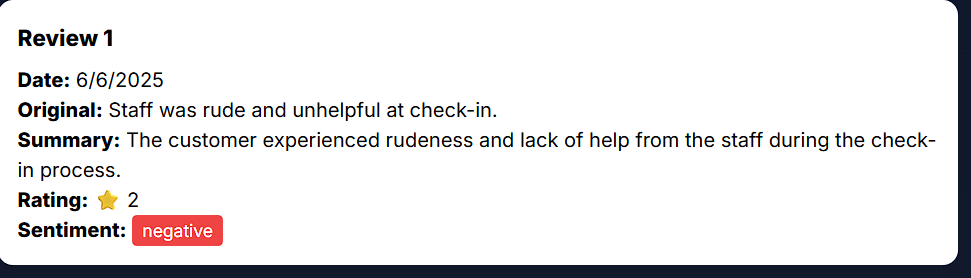 Review 1
Date: 6/6/2025
Original: Staff was rude and unhelpful at check-in.
Summary: The customer experienced rudeness and lack of help from the staff during the check-
in process.
Rating: ⭐ 2
Sentiment: negative